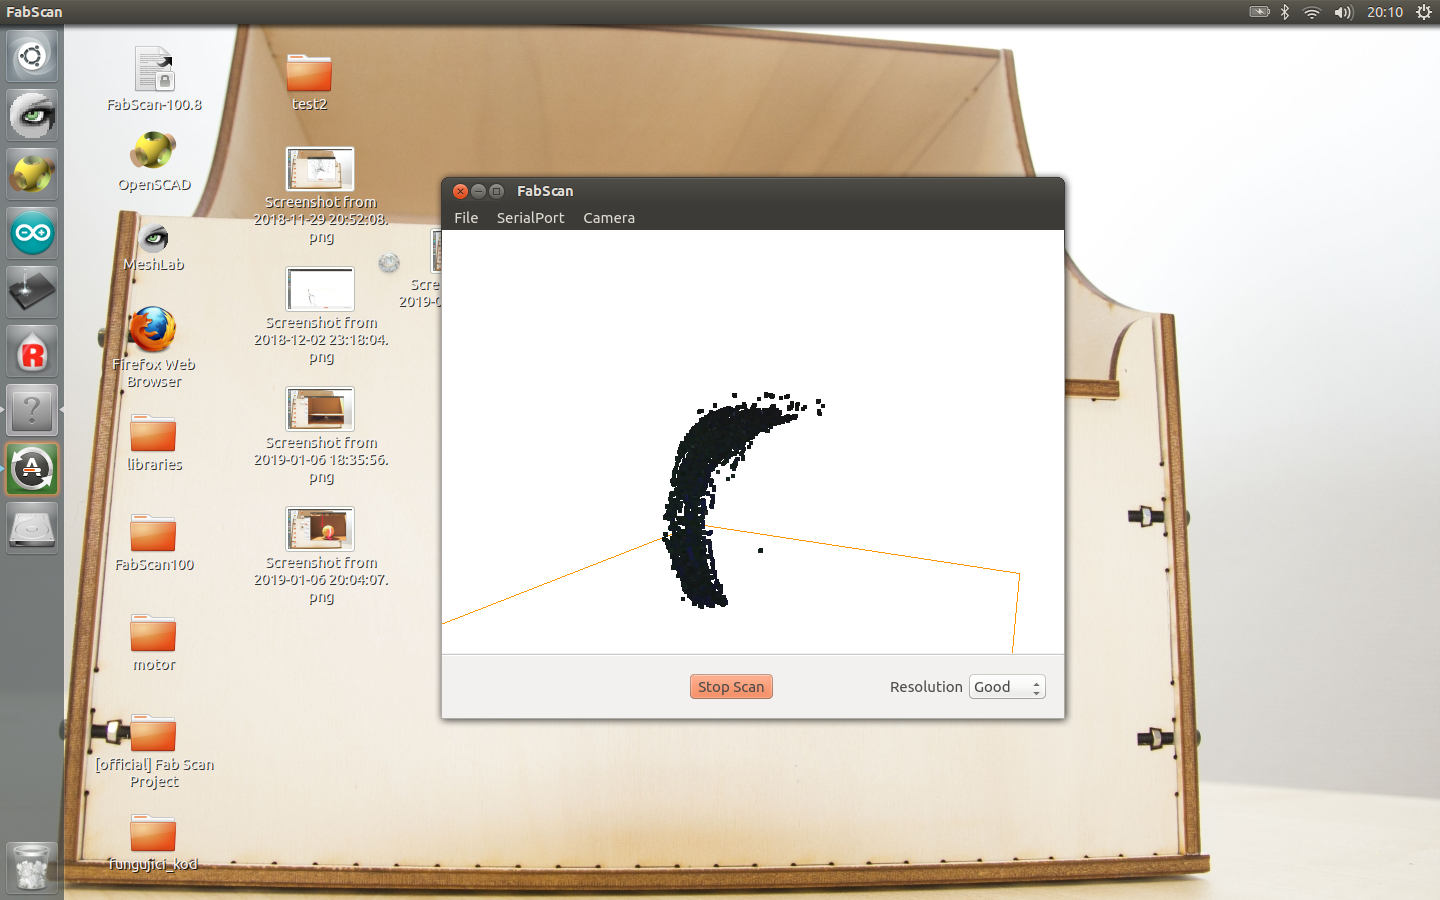 FabScan
20:10
FabScan-100.8
OpenSCAD
MeshLab
Firefox Web
Browser
libraries
FabScan100
motor
[official] Fab Scan
Project
fungujici_kod
test2
Screenshot from
2018-11-29 20:52:08.
png
Screenshot from
2018-12-02 23:18:04.
png
Screenshot from
2019-01-06 18:35:56.
png
Screenshot from
2019-01-06 20:04:07.
png
Scre
2019-0
FabScan
File SerialPort Camera
Stop Scan
Resolution Good